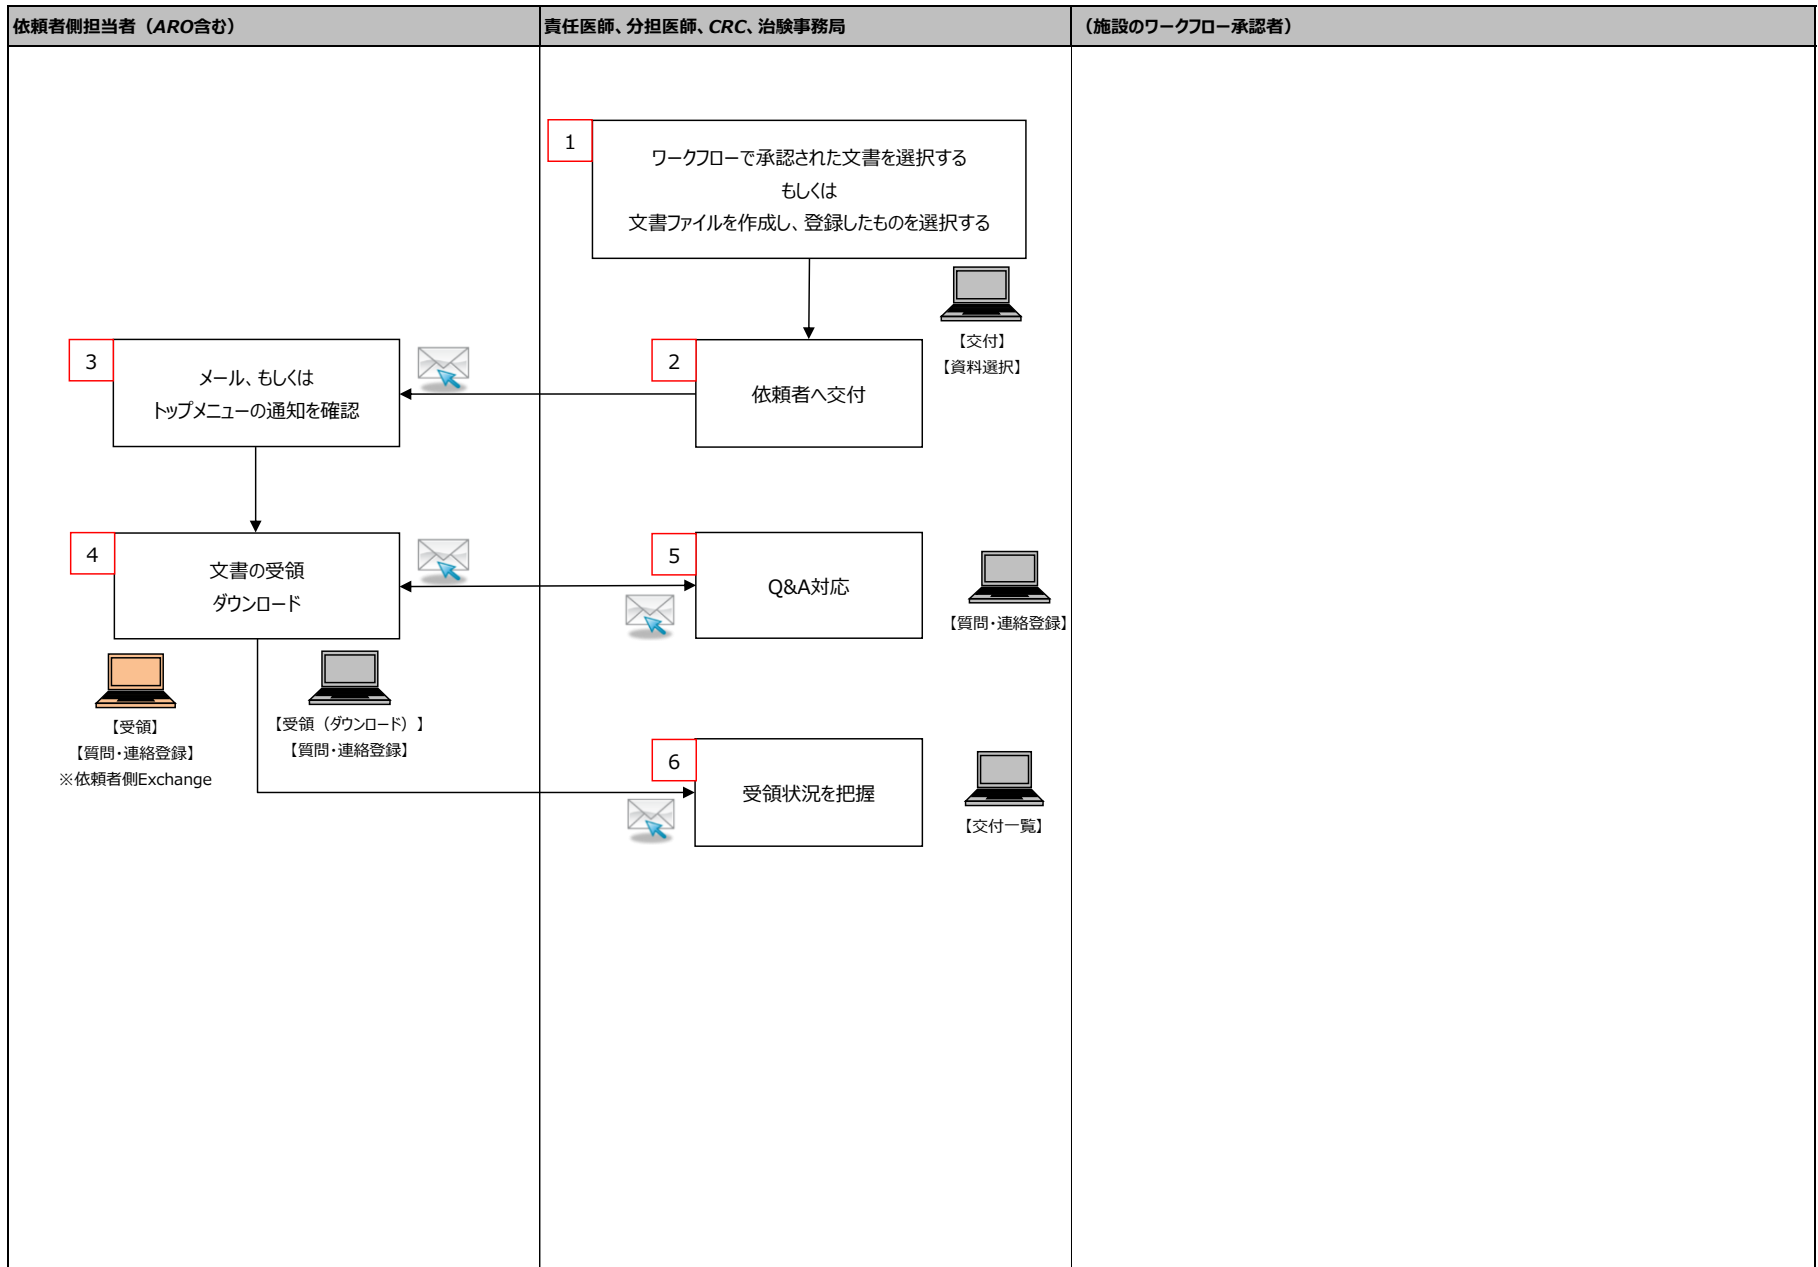 依頼者側担当者（ARO含む）
責任医師、分担医師、CRC、治験事務局
（施設のワークフロー承認者）
1
ワークフローで承認された文書を選択する
もしくは
文書ファイルを作成し、登録したものを選択する
【交付】
【資料選択】
2
依頼者へ交付
3
メール、もしくは
トップメニューの通知を確認
4
文書の受領
ダウンロード
5
Q&A対応
【質問・連絡登録】
【受領】
【質問・連絡登録】
※依頼者側Exchange
【受領（ダウンロード）】
【質問・連絡登録】
6
受領状況を把握
【交付一覧】